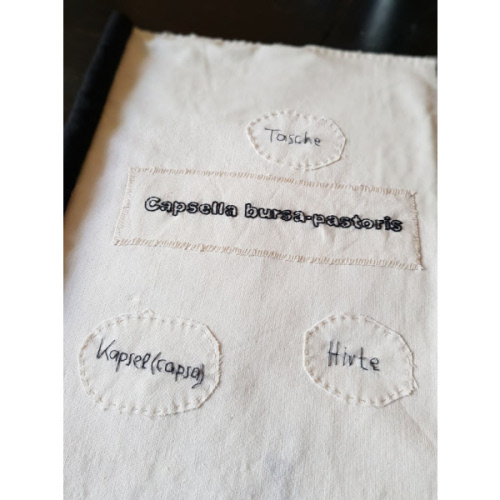 Tasche
Capsella bursa-pastoris
Kapsel(capsa)
Hirte